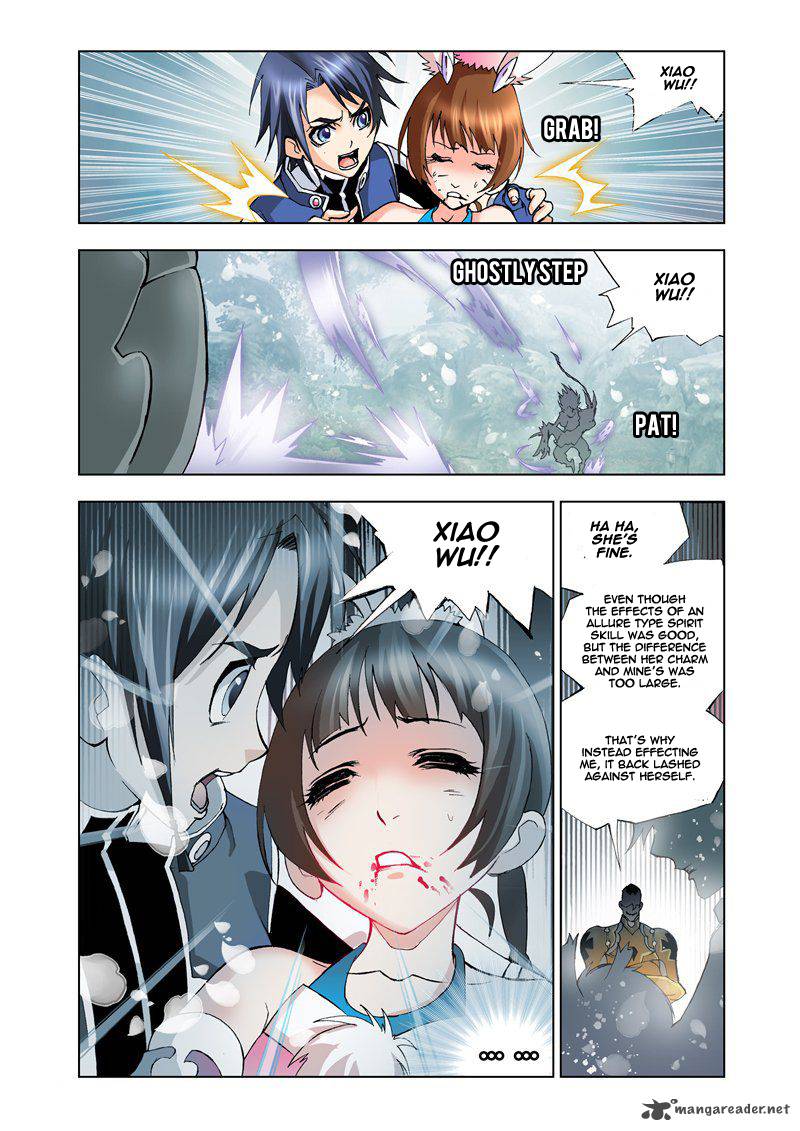 XIAO
WU!!
GRAB!
GHOSTLY STEP
XIAO
WU!!
PAT!
XIAO
WU!!
HA HA,
SHE'S
FINE.
EVEN THOUGH
THE EFFECTS OF AN
ALLURE TYPE SPIRIT
SKILL WAS GOOD,
BUT THE DIFFERENCE
BETWEEN HER CHARM
AND MINE'S WAS
TOO LARGE.
THAT'S WHY
INSTEAD EFFECTING
ME, IT BACK LASHED
AGAINST HERSELF.
ooo ooo
mangareader.net